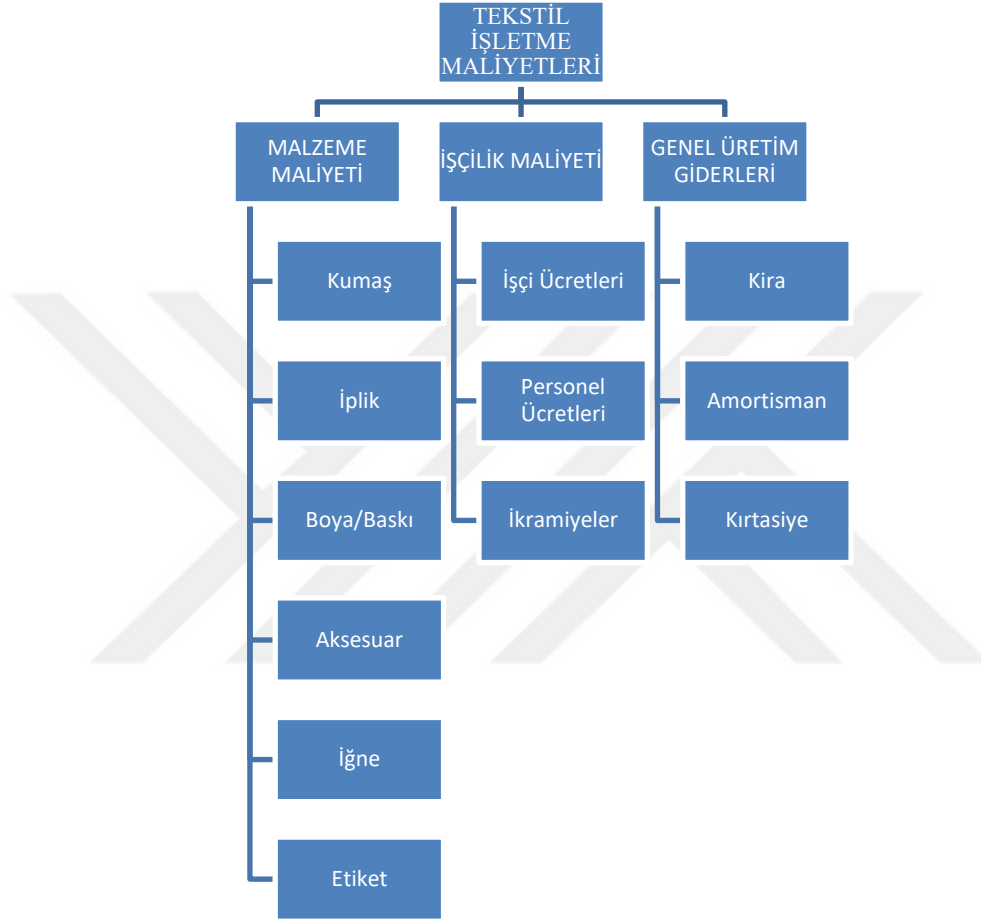 TEKSTİL
İŞLETME
MALİYETLERİ
MALZEME
MALİYETİ
İŞÇİLİK MALİYETİ
GENEL ÜRETİM
GİDERLERİ
Kumaş
İplik
Boya/Baskı
Aksesuar
İğne
Etiket
İşçi Ücretleri
Personel
Ücretleri
İkramiyeler
Kira
Amortisman
Kırtasiye